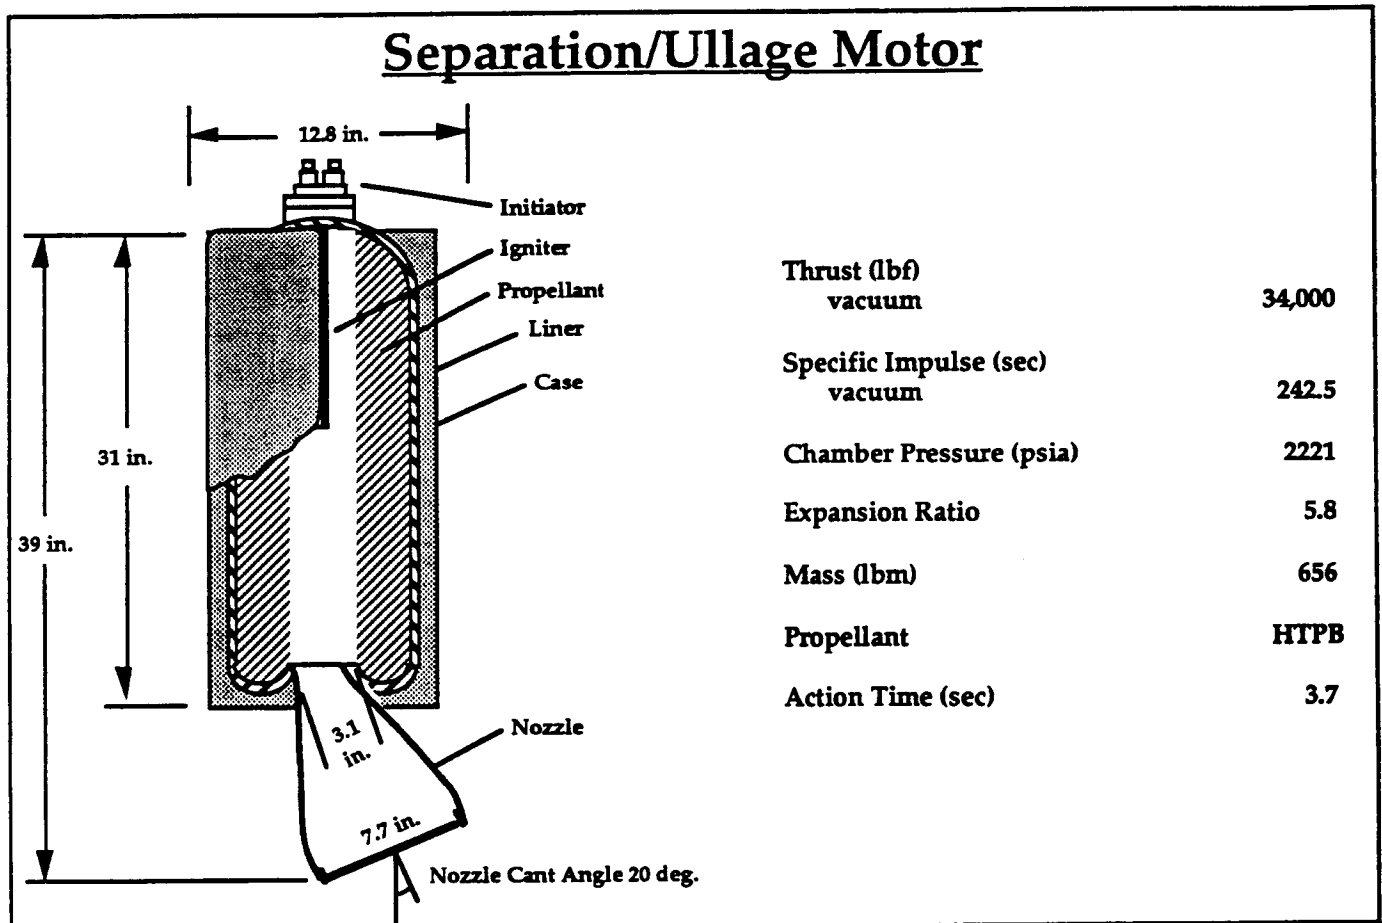 Separation/Ullage Motor
12.8 in.
Initiator
Igniter
Propellant
Liner
Case
31 in.
39 in.
3.1
in.
Nozzle
7.7 in.
Nozzle Cant Angle 20 deg.
Thrust (lbf)
vacuum 34,000
Specific Impulse (sec)
vacuum 242.5
Chamber Pressure (psia) 2221
Expansion Ratio 5.8
Mass (lbm) 656
Propellant HTPB
Action Time (sec) 3.7